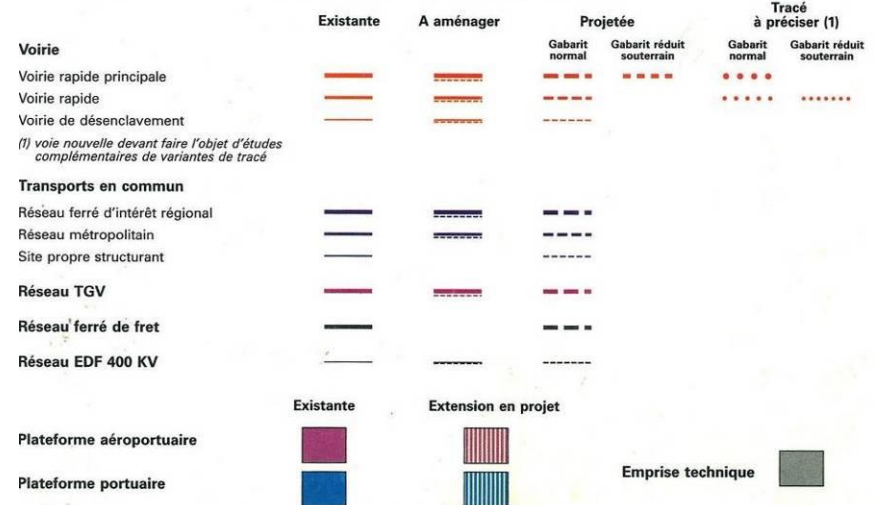 Existante A aménager Projetée Tracé à préciser (1)
Voirie Gabarit normal Gabarit réduit souterrain Gabarit normal Gabarit réduit souterrain
Voirie rapide principale
Voirie rapide
Voirie de désenclavement
(1) voie nouvelle devant faire l'objet d'études
complémentaires de variantes de tracé
Transports en commun
Réseau ferré d'intérêt régional
Réseau métropolitain
Site propre structurant
Réseau TGV
Réseau ferré de fret
Réseau EDF 400 KV
Existante Extension en projet
Plateforme aéroportuaire
Emprise technique
Plateforme portuaire